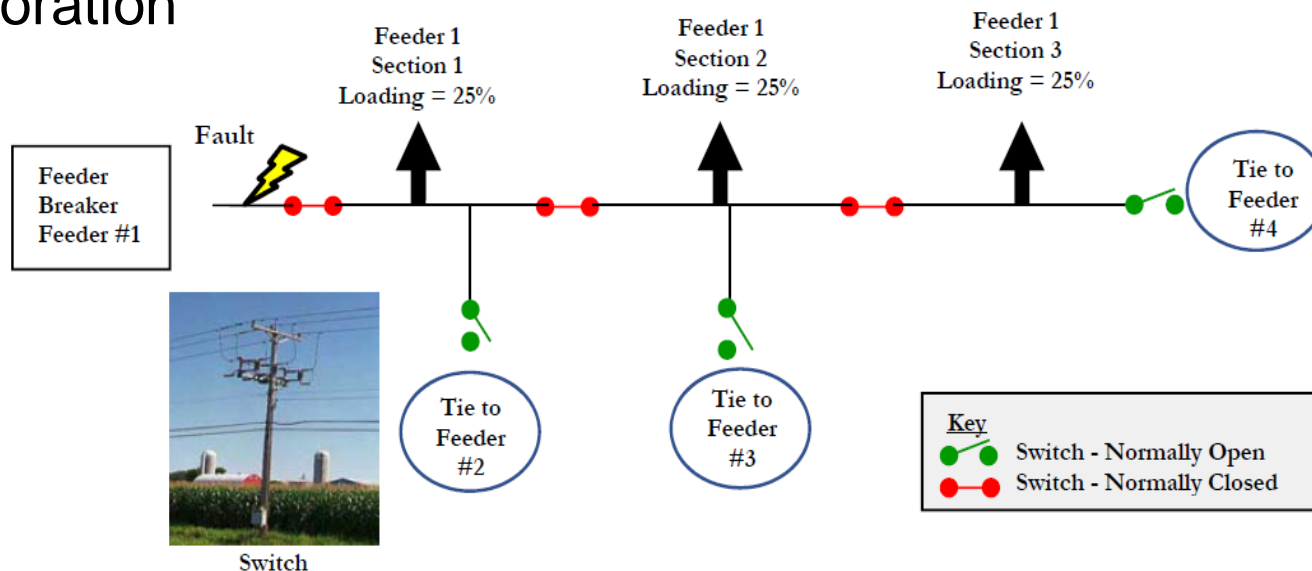 Feeder 1
Section 1
Loading = 25%
Feeder 1
Section 2
Loading = 25%
Feeder 1
Section 3
Loading = 25%
Fault
Feeder
Breaker
Feeder #1
Tie to
Feeder
#4
Tie to
Feeder
#2
Tie to
Feeder
#3
Key
Switch - Normally Open
Switch - Normally Closed
Switch